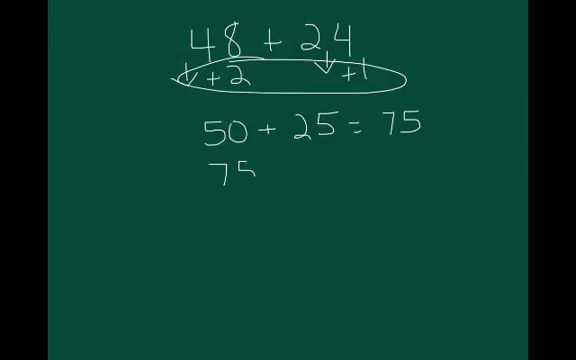 48 + 24
+2 +1
50 + 25 = 75
75